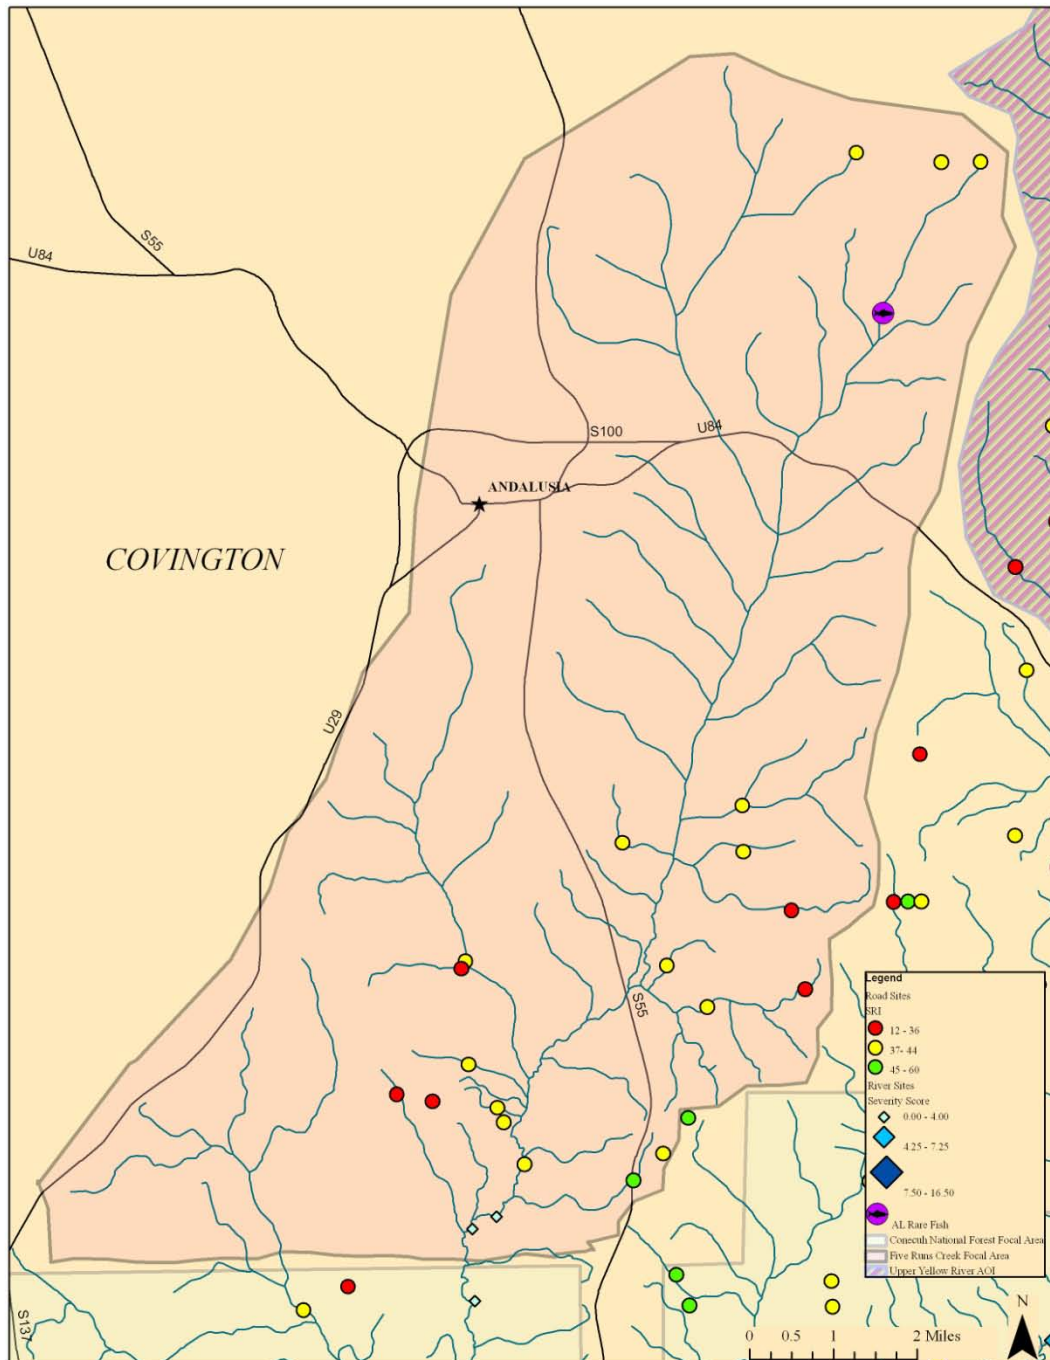 S55
U84
S100
U84
ANDALUSIA
COVINGTON
U29
S55
Legend
Road Sites
SRI
12 - 36
37- 44
45 - 60
River Sites
Severity Score
0.00 - 4.00
4.25 - 7.25
7.50 - 16.50
AL Rare Fish
Conecuh National Forest Focal Area
Five Runs Creek Focal Area
Upper Yellow River AOI
S137
N
0 0.5 1 2 Miles